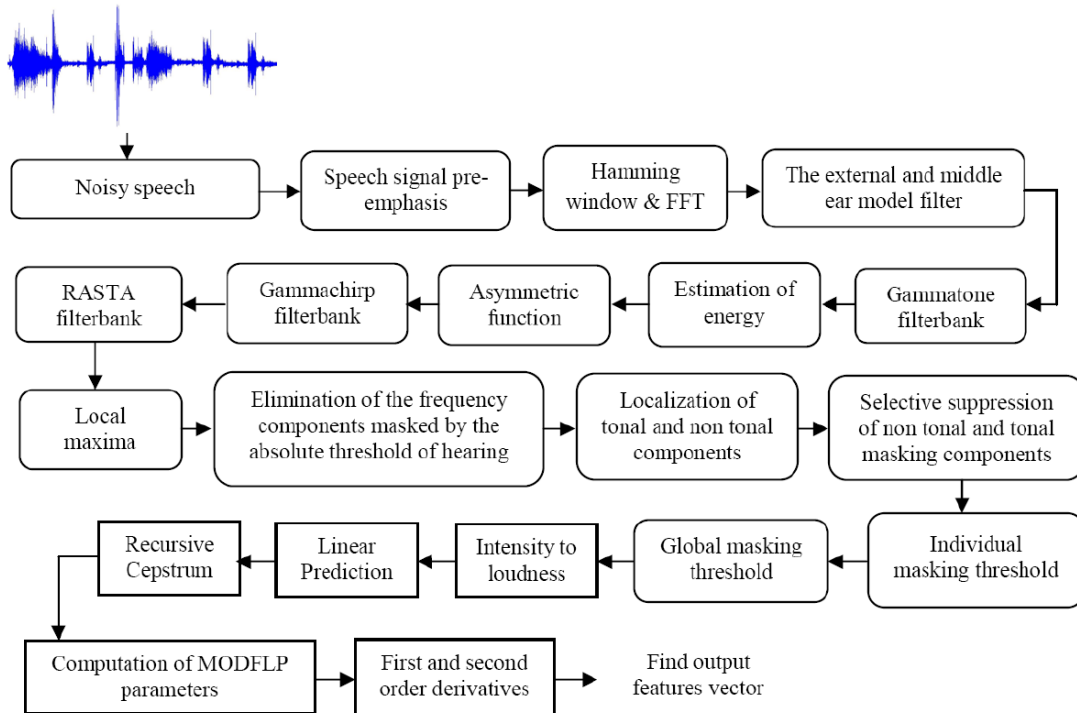 Noisy speech
Speech signal pre-
emphasis
Hamming
window & FFT
The external and middle
ear model filter
Gammatone
filterbank
Estimation of
energy
Asymmetric
function
Gammachirp
filterbank
RASTA
filterbank
Local
maxima
Elimination of the frequency
components masked by the
absolute threshold of hearing
Localization of
tonal and non tonal
components
Selective suppression
of non tonal and tonal
masking components
Individual
masking threshold
Global masking
threshold
Intensity to
loudness
Linear
Prediction
Recursive
Cepstrum
Computation of MODFLP
parameters
First and second
order derivatives
Find output
features vector